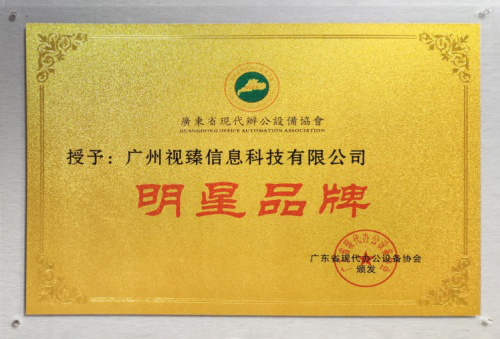 廣東省現代辦公設備協會
GUANGDONG OFFICE AUTOMATION ASSOCIATION
授予：广州视臻信息科技有限公司
明星品牌
广东省现代办公设备协会
颁发